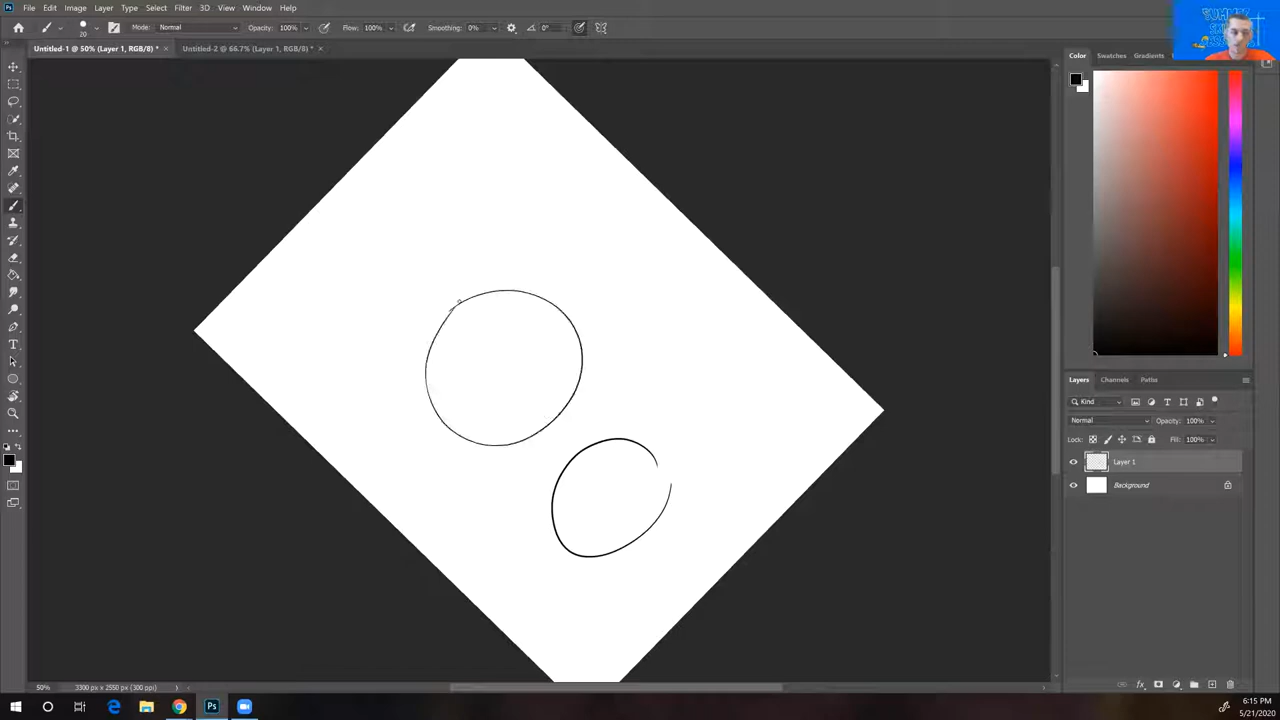 File Edit Image Layer Type Select Filter 3D View Window Help
20 Mode: Normal Opacity: 100% Flow: 100% Smoothing: 0% 0°
Untitled-1 @ 50% (Layer 1, RGB/8) * × Untitled-2 @ 66.7% (Layer 1, RGB/8) * ×
Color Swatches Gradients
Layers Channels Paths
Kind
Normal Opacity: 100%
Lock: Fill: 100%
Layer 1
Background
50% 3300 px x 2550 px (300 ppi)
6:15 PM
5/21/2020